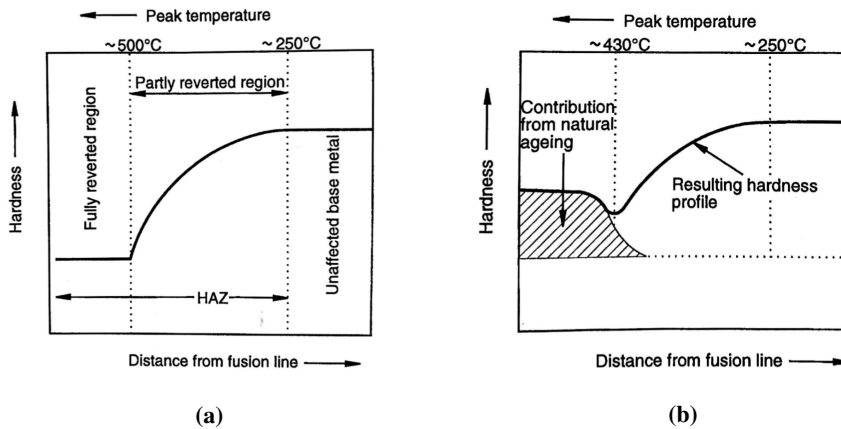 Peak temperature
~500°C
~250°C
Partly reverted region
Fully reverted region
Hardness
Unaffected base metal
HAZ
Distance from fusion line
(a)
Peak temperature
~430°C
~250°C
Contribution
from natural
ageing
Hardness
Resulting hardness
profile
Distance from fusion line
(b)